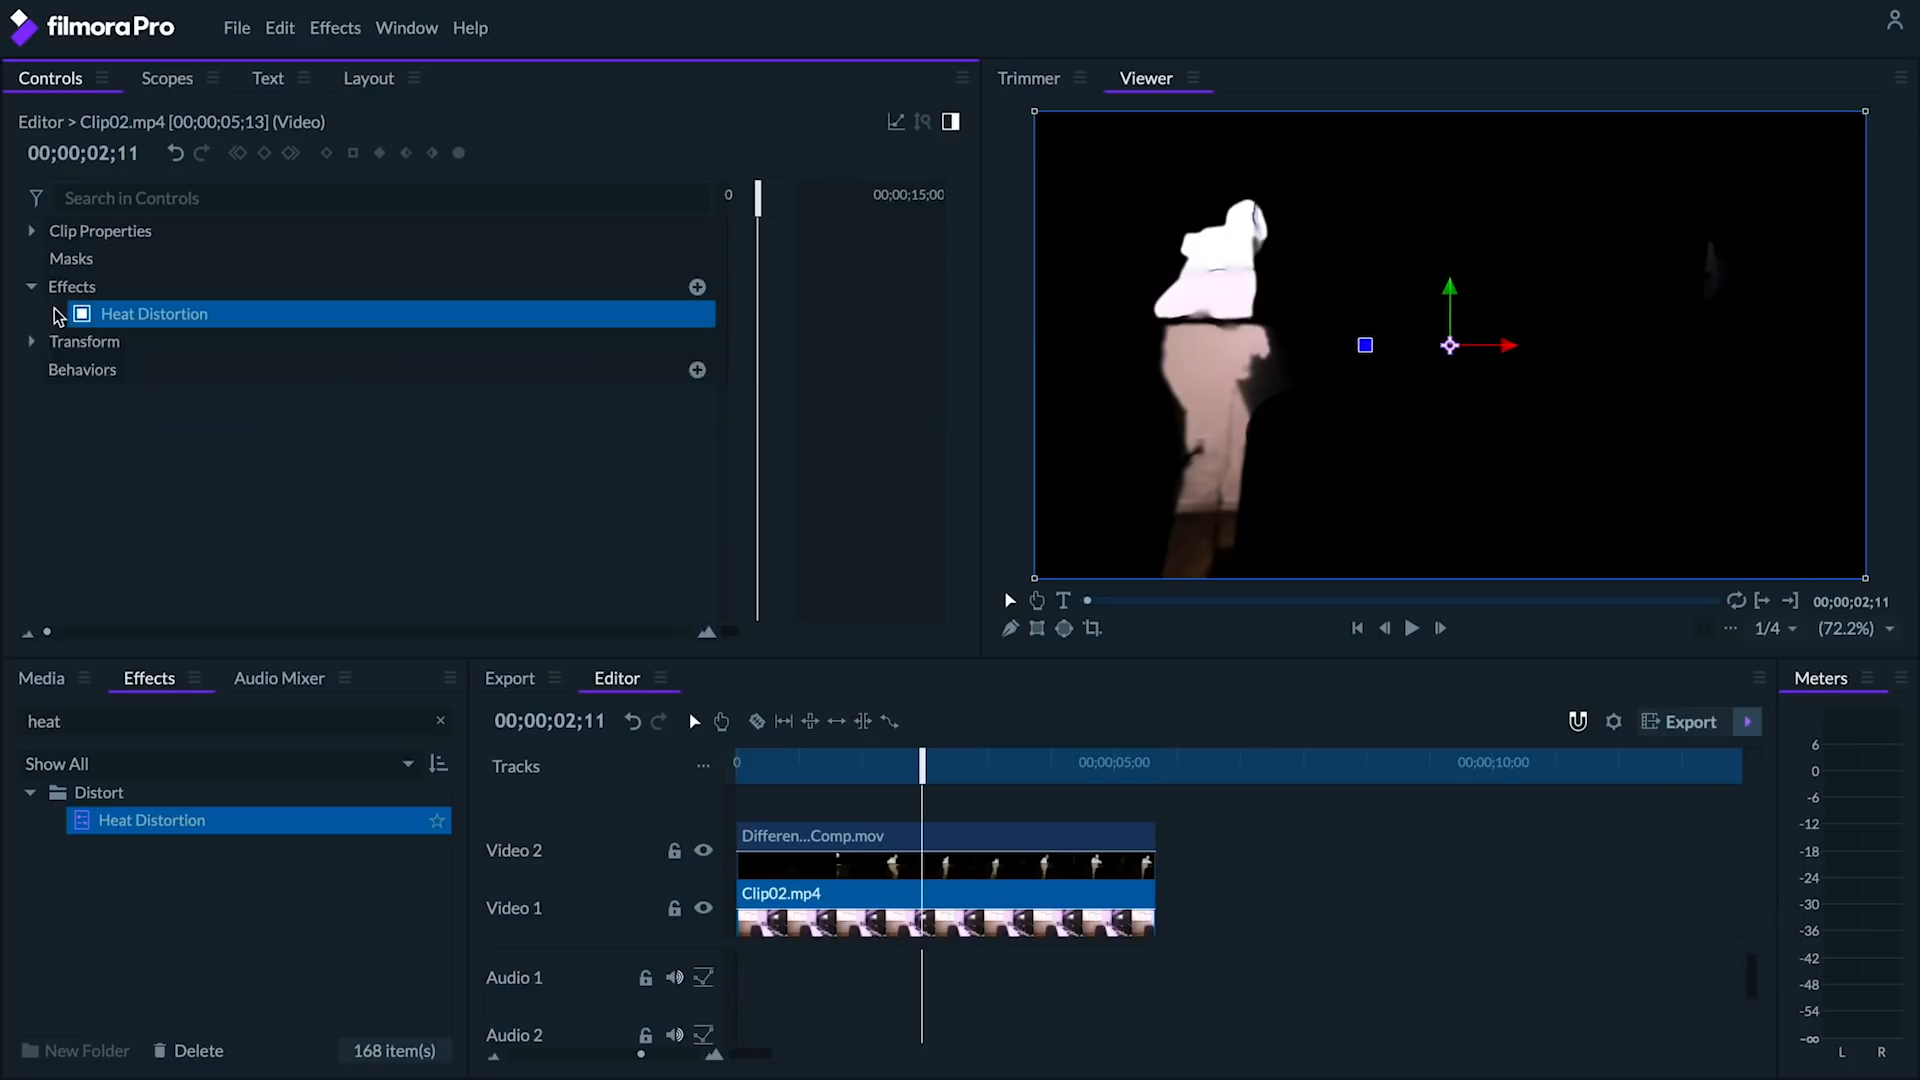 filmoraPro
File Edit Effects Window Help
Controls Scopes Text Layout
Trimmer Viewer
Editor > Clip02.mp4 [00;00;05;13] (Video)
00;00;02;11
Search in Controls
0 00;00;15;00
Clip Properties
Masks
Effects
Heat Distortion
Transform
Behaviors
T
00;00;02;11
1/4 (72.2%)
Media Effects Audio Mixer
heat
Show All
Distort
Heat Distortion
New Folder Delete 168 item(s)
Export Editor
00;00;02;11
Export
Tracks
0 00;00;05;00 00;00;10;00
Differen...Comp.mov
Video 2
Clip02.mp4
Video 1
Audio 1
Audio 2
Meters
6
0
-6
-12
-18
-24
-30
-36
-42
-48
-54
-∞
L R